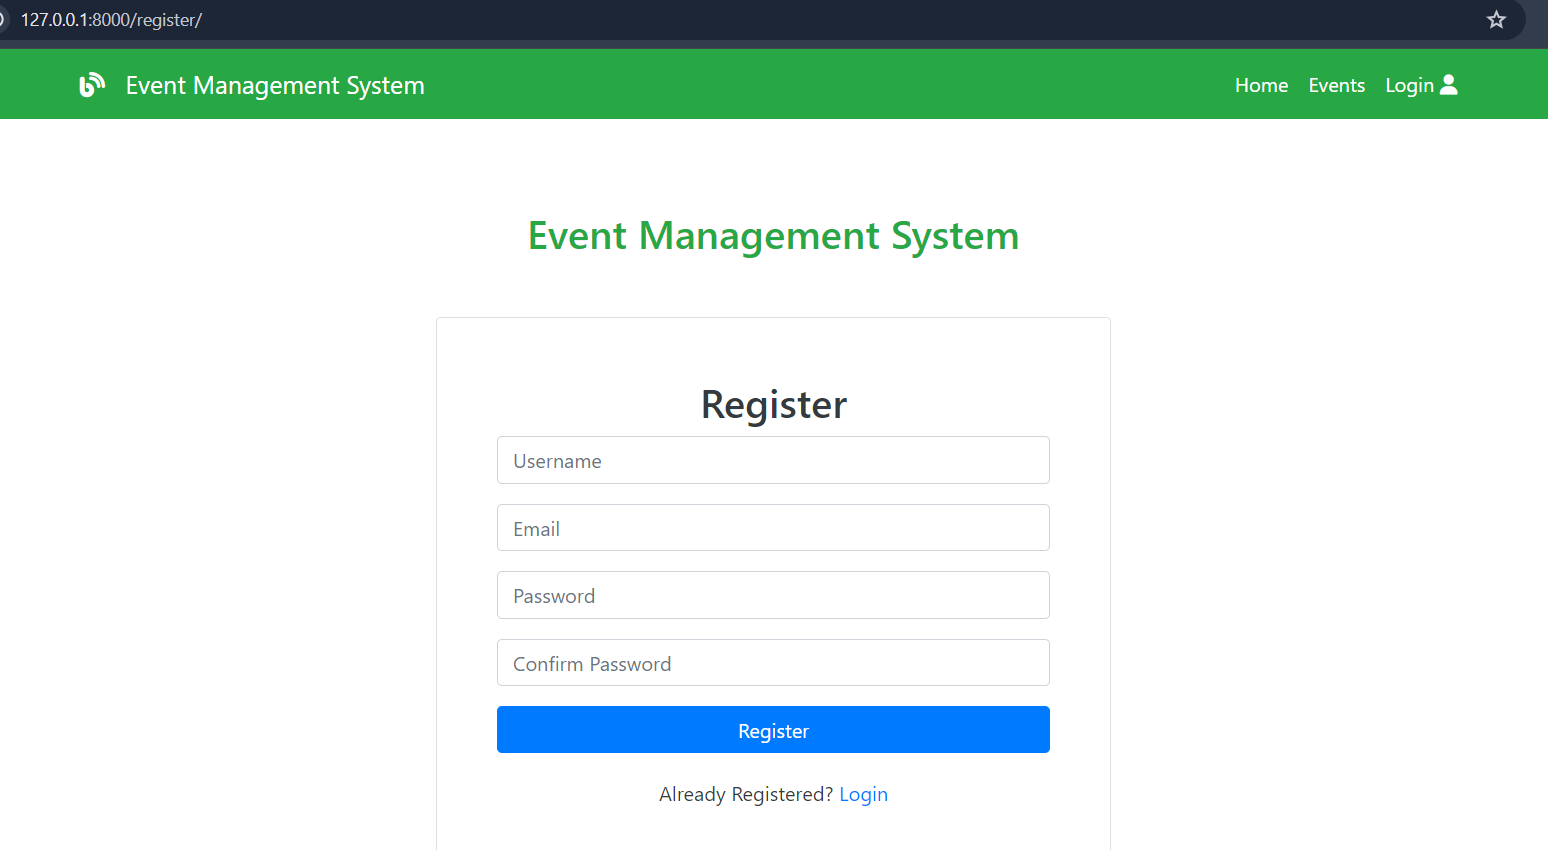 127.0.0.1:8000/register/
Event Management System
Home Events Login
Event Management System
Register
Username
Email
Password
Confirm Password
Register
Already Registered? Login